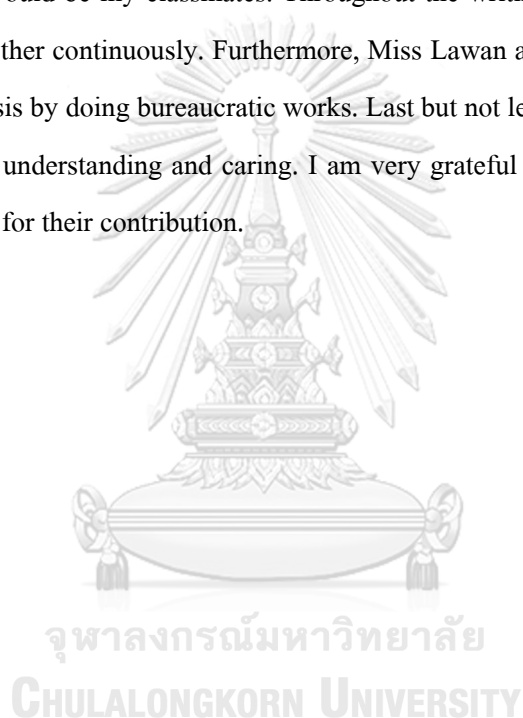 ould be my classmates. Throughout the writi
ther continuously. Furthermore, Miss Lawan a
sis by doing bureaucratic works. Last but not le
understanding and caring. I am very grateful
for their contribution.
จุฬาลงกรณ์มหาวิทยาลัย
CHULALONGKORN UNIVERSITY